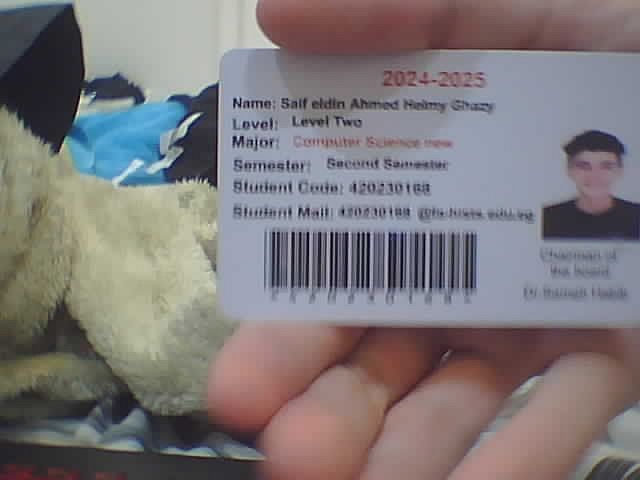 2024-2025
Name: Saif eldin Ahmed Helmy Ghazy
Level: Level Two
Major: Computer Science new
Semester: Second Semester
Student Code: 420230168
Student Mail: 420230168
Chairman of
the board
Dr.